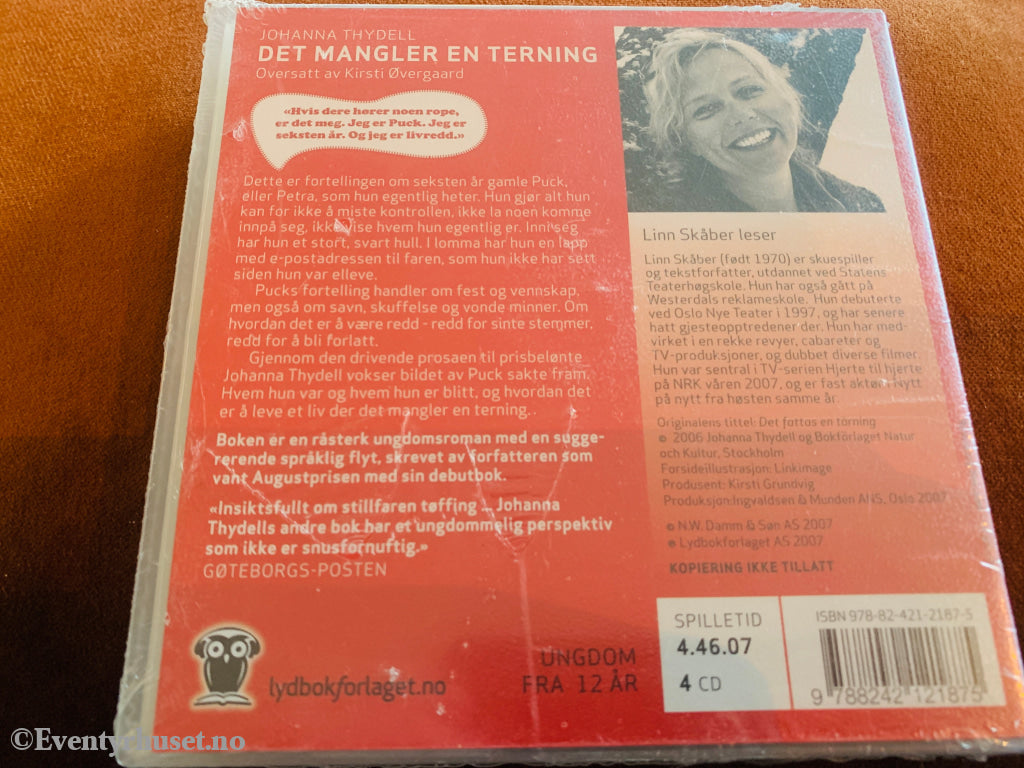 JOHANNA THYDELL
DET MANGLER EN TERNING
Oversatt av Kirsti Øvergaard
«Hvis dere hører noen rope,
er det meg. Jeg er Puck. Jeg er
seksten år. Og jeg er livredd.»
Dette er fortellingen om seksten år gamle Puck,
eller Petra, som hun egentlig heter. Hun gjør alt hun
kan for ikke å miste kontrollen, ikke la noen komme
innpå seg, ikke vise hvem hun egentlig er. Inni seg
har hun et stort, svart hull. I lomma har hun en lapp
med e-postadressen til faren, som hun ikke har sett
siden hun var elleve.
Pucks fortelling handler om fest og vennskap,
men også om savn, skuffelse og vonde minner. Om
hvordan det er å være redd - redd for sinte stemmer,
redd for å bli forlatt.
Gjennom den drivende prosaen til prisbelønte
Johanna Thydell vokser bildet av Puck sakte fram.
Hvem hun var og hvem hun er blitt, og hvordan det
er å leve et liv der det mangler en terning..
Boken er en råsterk ungdomsroman med en sugge-
rerende språklig flyt, skrevet av forfatteren som
vant Augustprisen med sin debutbok.
«Insiktsfullt om stillfaren tøffing – Johanna
Thydells andre bok har et ungdommelig perspektiv
som ikke er snusfornuftig.»
GØTEBORGS-POSTEN
lydbokforlaget.no
UNGDOM
FRA 12 ÅR
Linn Skåber leser
Linn Skåber (født 1970) er skuespiller
og tekstforfatter, utdannet ved Statens
Teaterhøgskole. Hun har også gått på
Westerdals reklameskole. Hun debuterte
ved Oslo Nye Teater i 1997, og har senere
hatt gjesteopptredener der. Hun har med-
virket i en rekke revyer, cabareter og
TV-produksjoner, og dubbet diverse filmer.
Hun var sentral i TV-serien Hjerte til hjerte
på NRK våren 2007, og er fast aktør i Nytt
på nytt fra høsten samme år.
Originalens tittel: Det fattas en tärning
© 2006 Johanna Thydell og Bokförlaget Natur
och Kultur, Stockholm
Forsideillustrasjon: Linkimage
Produsent: Kirsti Grundvig
Produksjon:Ingvaldsen & Munden ANS, Oslo 2007
© N.W. Damm & Søn AS 2007
℗ Lydbokforlaget AS 2007
KOPIERING IKKE TILLATT
SPILLETID
4.46.07
4 CD
ISBN 978-82-421-2187-5
9 788242 121875
©Eventyrhuset.no